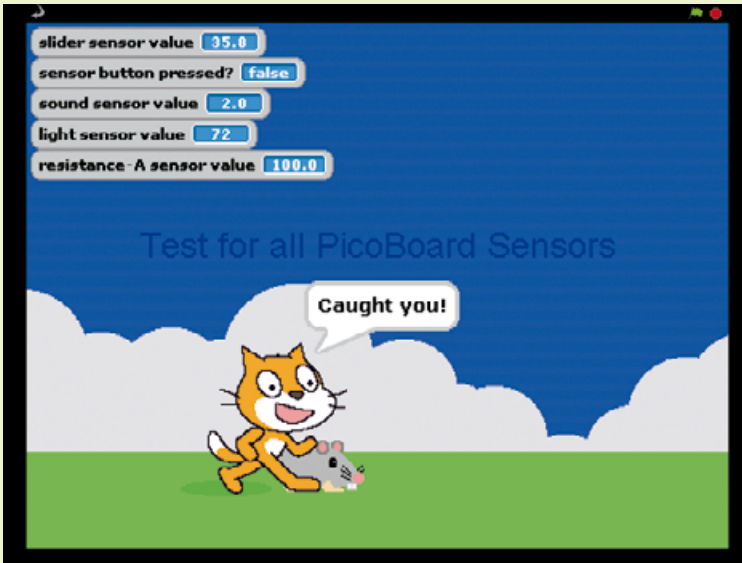 slider sensor value 35.0
sensor button pressed? false
sound sensor value 2.0
light sensor value 72
resistance-A sensor value 100.0
Test for all PicoBoard Sensors
Caught you!